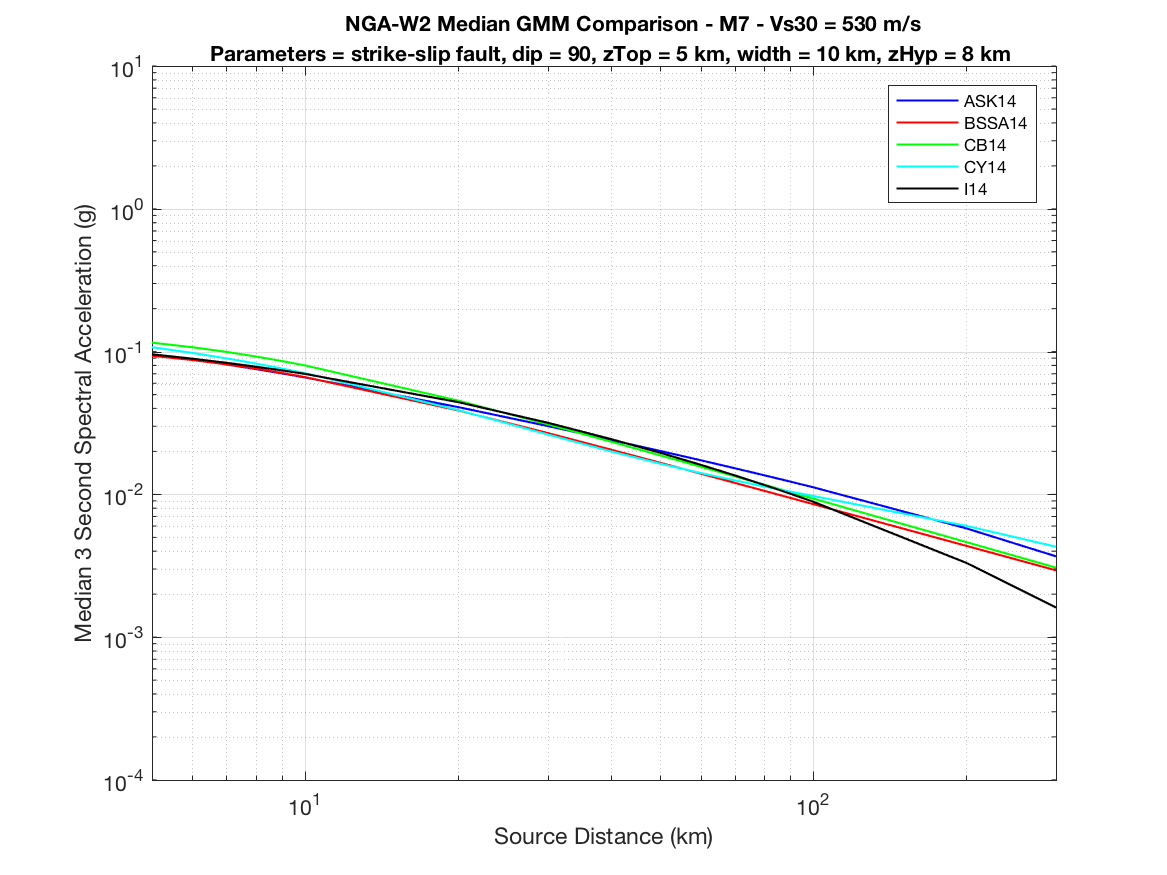 NGA-W2 Median GMM Comparison - M7 - Vs30 = 530 m/s
Parameters = strike-slip fault, dip = 90, zTop = 5 km, width = 10 km, zHyp = 8 km
ASK14
BSSA14
CB14
CY14
I14
Median 3 Second Spectral Acceleration (g)
10^1
10^0
10^-1
10^-2
10^-3
10^-4
10^1
10^2
Source Distance (km)